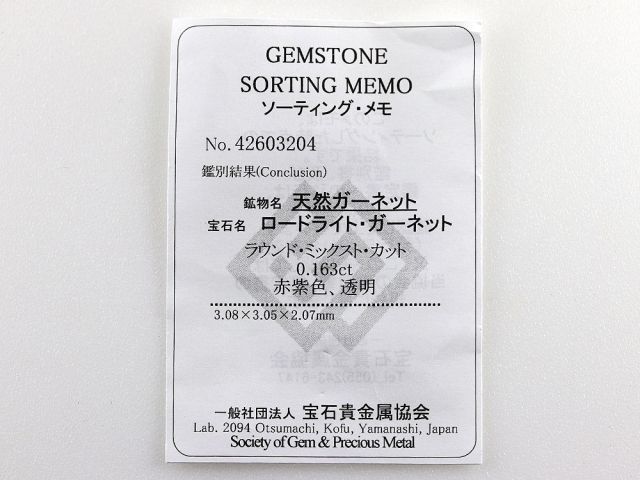 GEMSTONE
SORTING MEMO
ソーティング・メモ
No. 42603204
鑑別結果(Conclusion)
鉱物名 天然ガーネット
宝石名 ロードライト・ガーネット
ラウンド・ミックスト・カット
0.163ct
赤紫色、透明
3.08×3.05×2.07mm
一般社団法人 宝石貴金属協会
Lab. 2094 Otsumachi, Kofu, Yamanashi, Japan
Society of Gem & Precious Metal